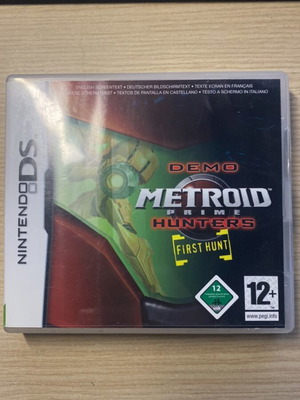 ENGLISH SCREENTEXT • DEUTSCHER BILDSCHIRMTEXT • TEXTE ECRAN EN FRANÇAIS
• TEXTOS DE PANTALLA EN CASTELLANO • TESTO A SCHERMO IN ITALIANO
NINTENDO DS
DEMO
METROID
PRIME
HUNTERS
FIRST HUNT
12
12+
www.pegi.info